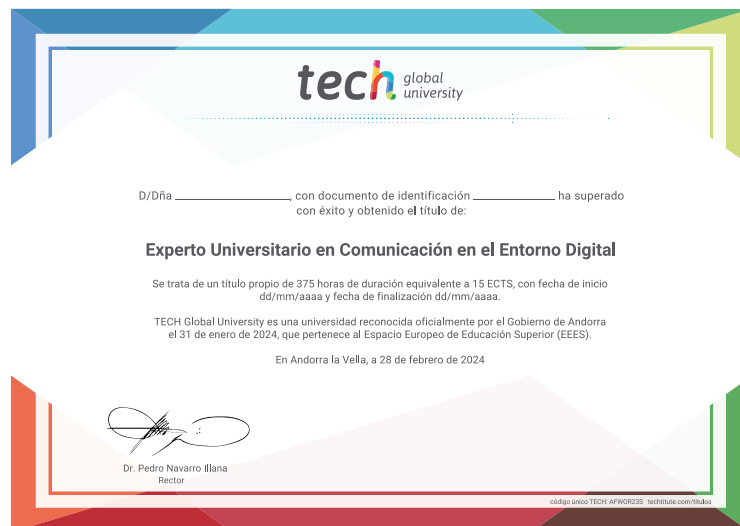 tech global university
D/Dña ____________________, con documento de identificación ______________ ha superado
con éxito y obtenido el título de:
Experto Universitario en Comunicación en el Entorno Digital
Se trata de un título propio de 375 horas de duración equivalente a 15 ECTS, con fecha de inicio
dd/mm/aaaa y fecha de finalización dd/mm/aaaa.
TECH Global University es una universidad reconocida oficialmente por el Gobierno de Andorra
el 31 de enero de 2024, que pertenece al Espacio Europeo de Educación Superior (EEES).
En Andorra la Vella, a 28 de febrero de 2024
Dr. Pedro Navarro Illana
Rector
código único TECH: AFWOR23S techtitute.com/titulos